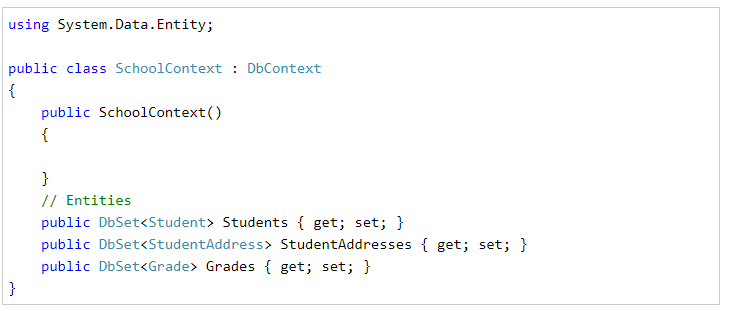 using System.Data.Entity;
public class SchoolContext : DbContext
{
    public SchoolContext()
    {
    }
    // Entities
    public DbSet<Student> Students { get; set; }
    public DbSet<StudentAddress> StudentAddresses { get; set; }
    public DbSet<Grade> Grades { get; set; }
}